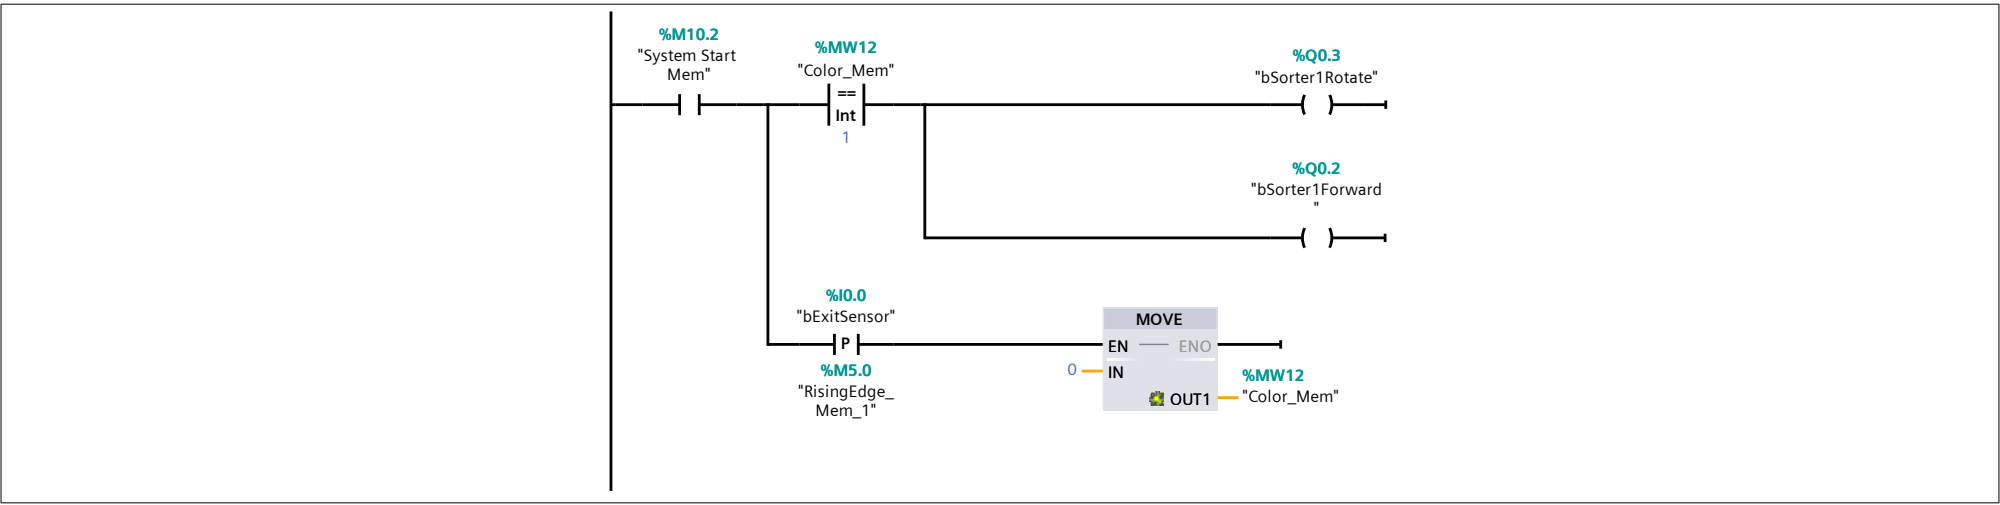 %M10.2
"System Start
Mem"
%MW12
"Color_Mem"
==
Int
1
%Q0.3
"bSorter1Rotate"
%Q0.2
"bSorter1Forward
"
%I0.0
"bExitSensor"
P
%M5.0
"RisingEdge_
Mem_1"
MOVE
EN
ENO
0
IN
OUT1
%MW12
"Color_Mem"